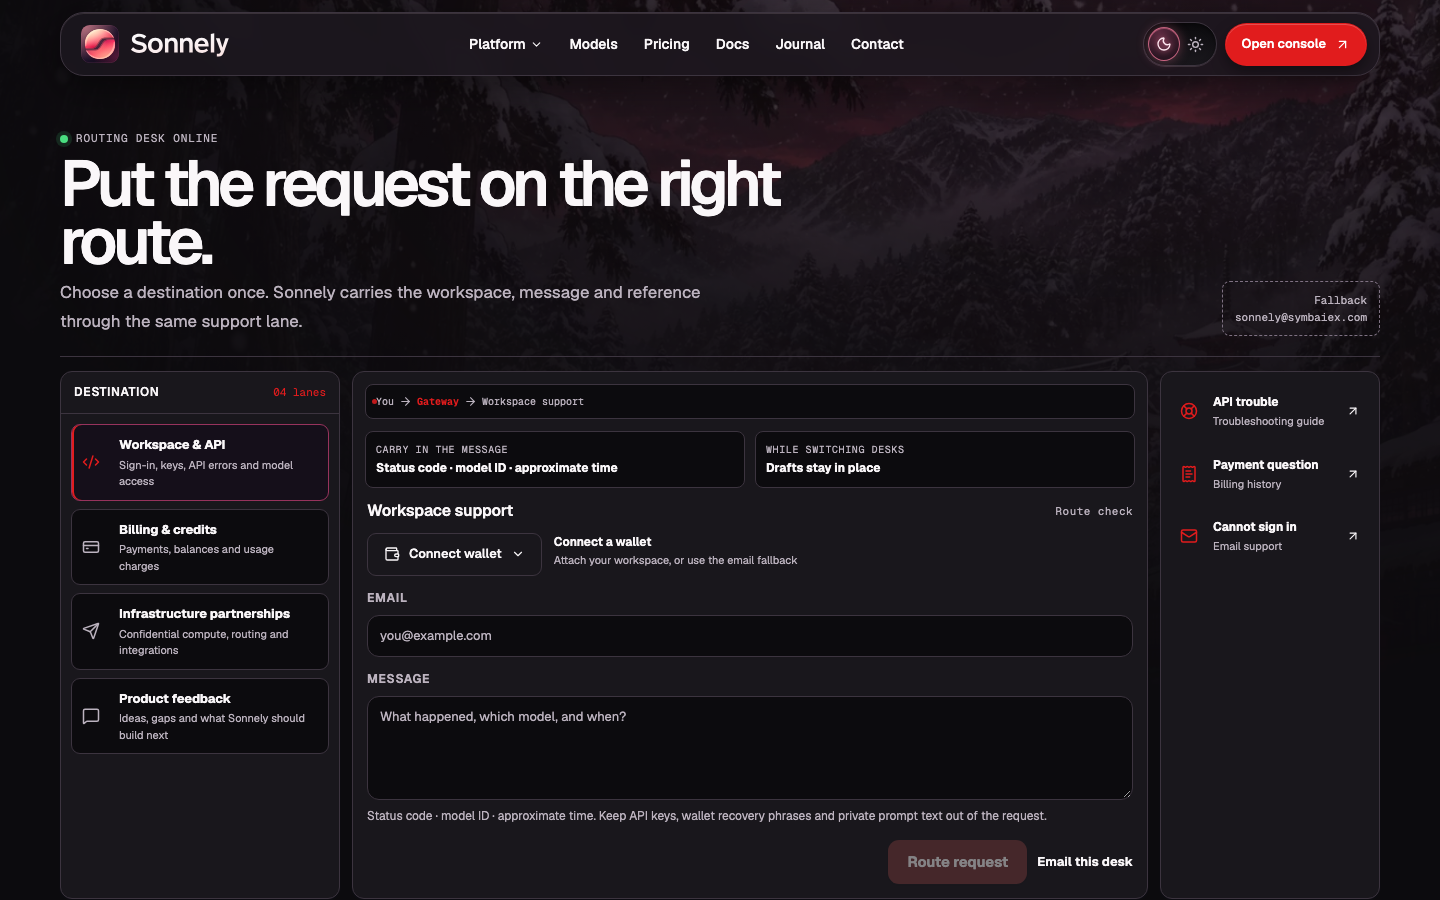 Sonnely
Platform
Models
Pricing
Docs
Journal
Contact
Open console
ROUTING DESK ONLINE
Put the request on the right
route.
Choose a destination once. Sonnely carries the workspace, message and reference
through the same support lane.
Fallback
sonnely@symbaiex.com
DESTINATION
04 lanes
Workspace & API
Sign-in, keys, API errors and model
access
Billing & credits
Payments, balances and usage
charges
Infrastructure partnerships
Confidential compute, routing and
integrations
Product feedback
Ideas, gaps and what Sonnely should
build next
You → Gateway → Workspace support
CARRY IN THE MESSAGE
Status code · model ID · approximate time
WHILE SWITCHING DESKS
Drafts stay in place
Workspace support
Route check
Connect wallet
Connect a wallet
Attach your workspace, or use the email fallback
EMAIL
you@example.com
MESSAGE
What happened, which model, and when?
Status code · model ID · approximate time. Keep API keys, wallet recovery phrases and private prompt text out of the request.
Route request
Email this desk
API trouble
Troubleshooting guide
Payment question
Billing history
Cannot sign in
Email support